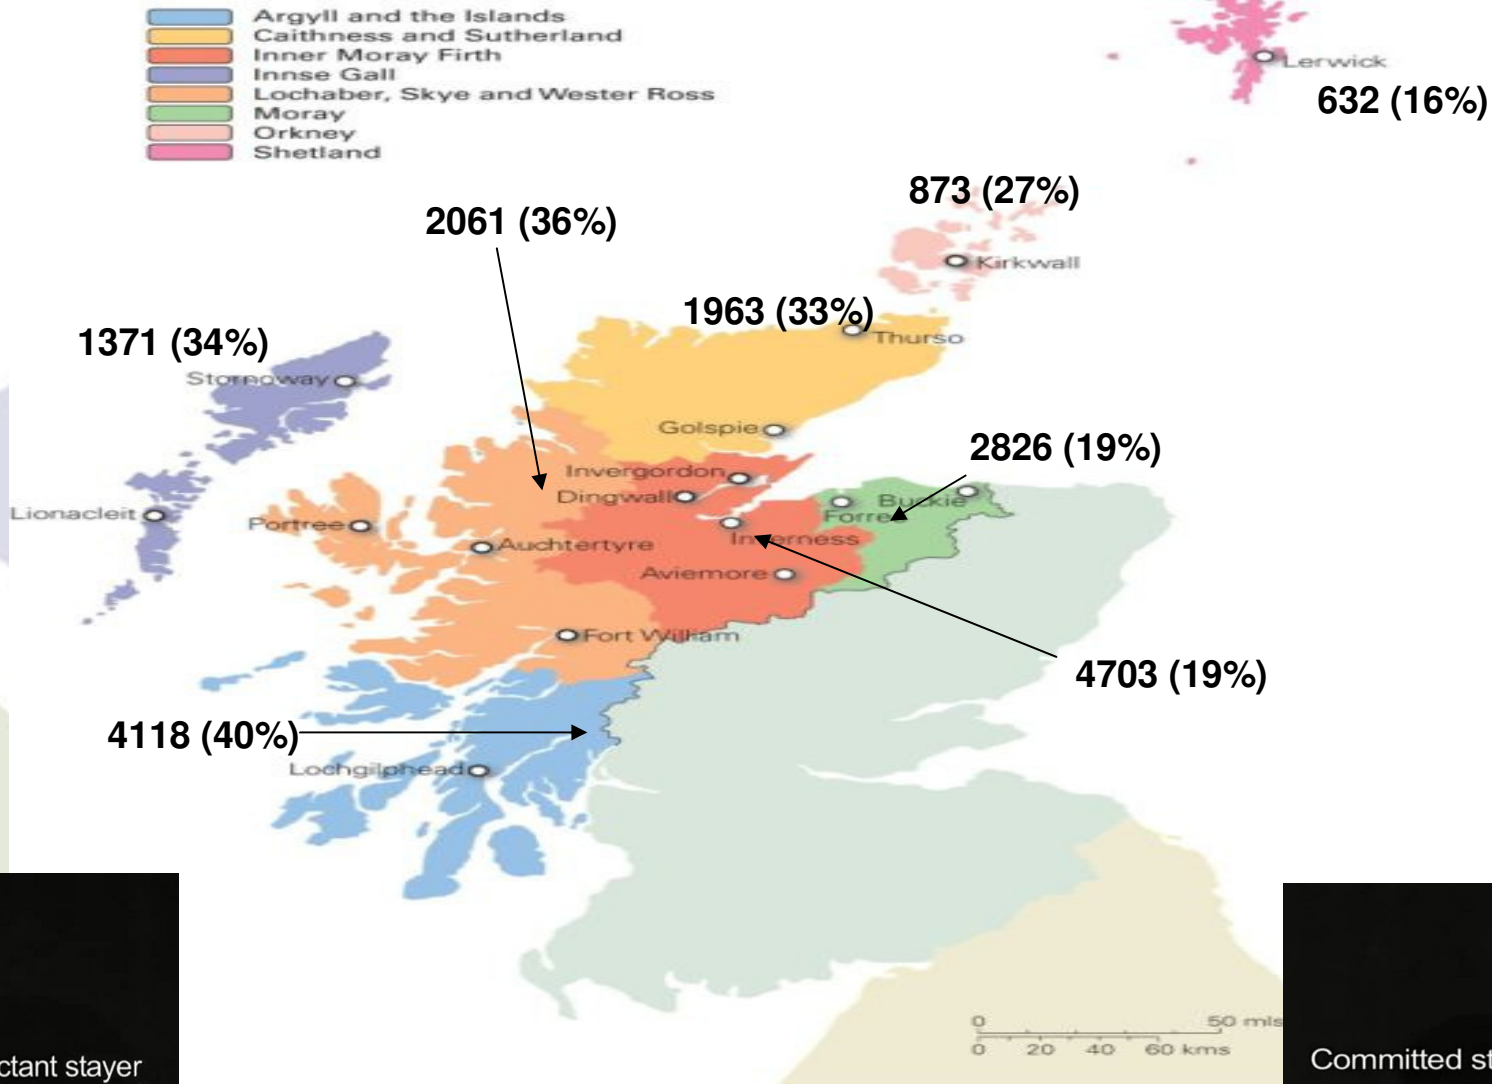 Argyll and the Islands
Caithness and Sutherland
Inner Moray Firth
Innse Gall
Lochaber, Skye and Wester Ross
Moray
Orkney
Shetland
Lerwick
632 (16%)
873 (27%)
2061 (36%)
Kirkwall
1963 (33%)
Thurso
1371 (34%)
Stornoway
Golspie
2826 (19%)
Invergordon
Dingwall
Buckie
Lionacleit
Portree
Forre
Inverness
Auchtertyre
Aviemore
Fort William
4703 (19%)
4118 (40%)
Lochgilphead
0 50 mls
0 20 40 60 kms
ctant stayer
Committed st